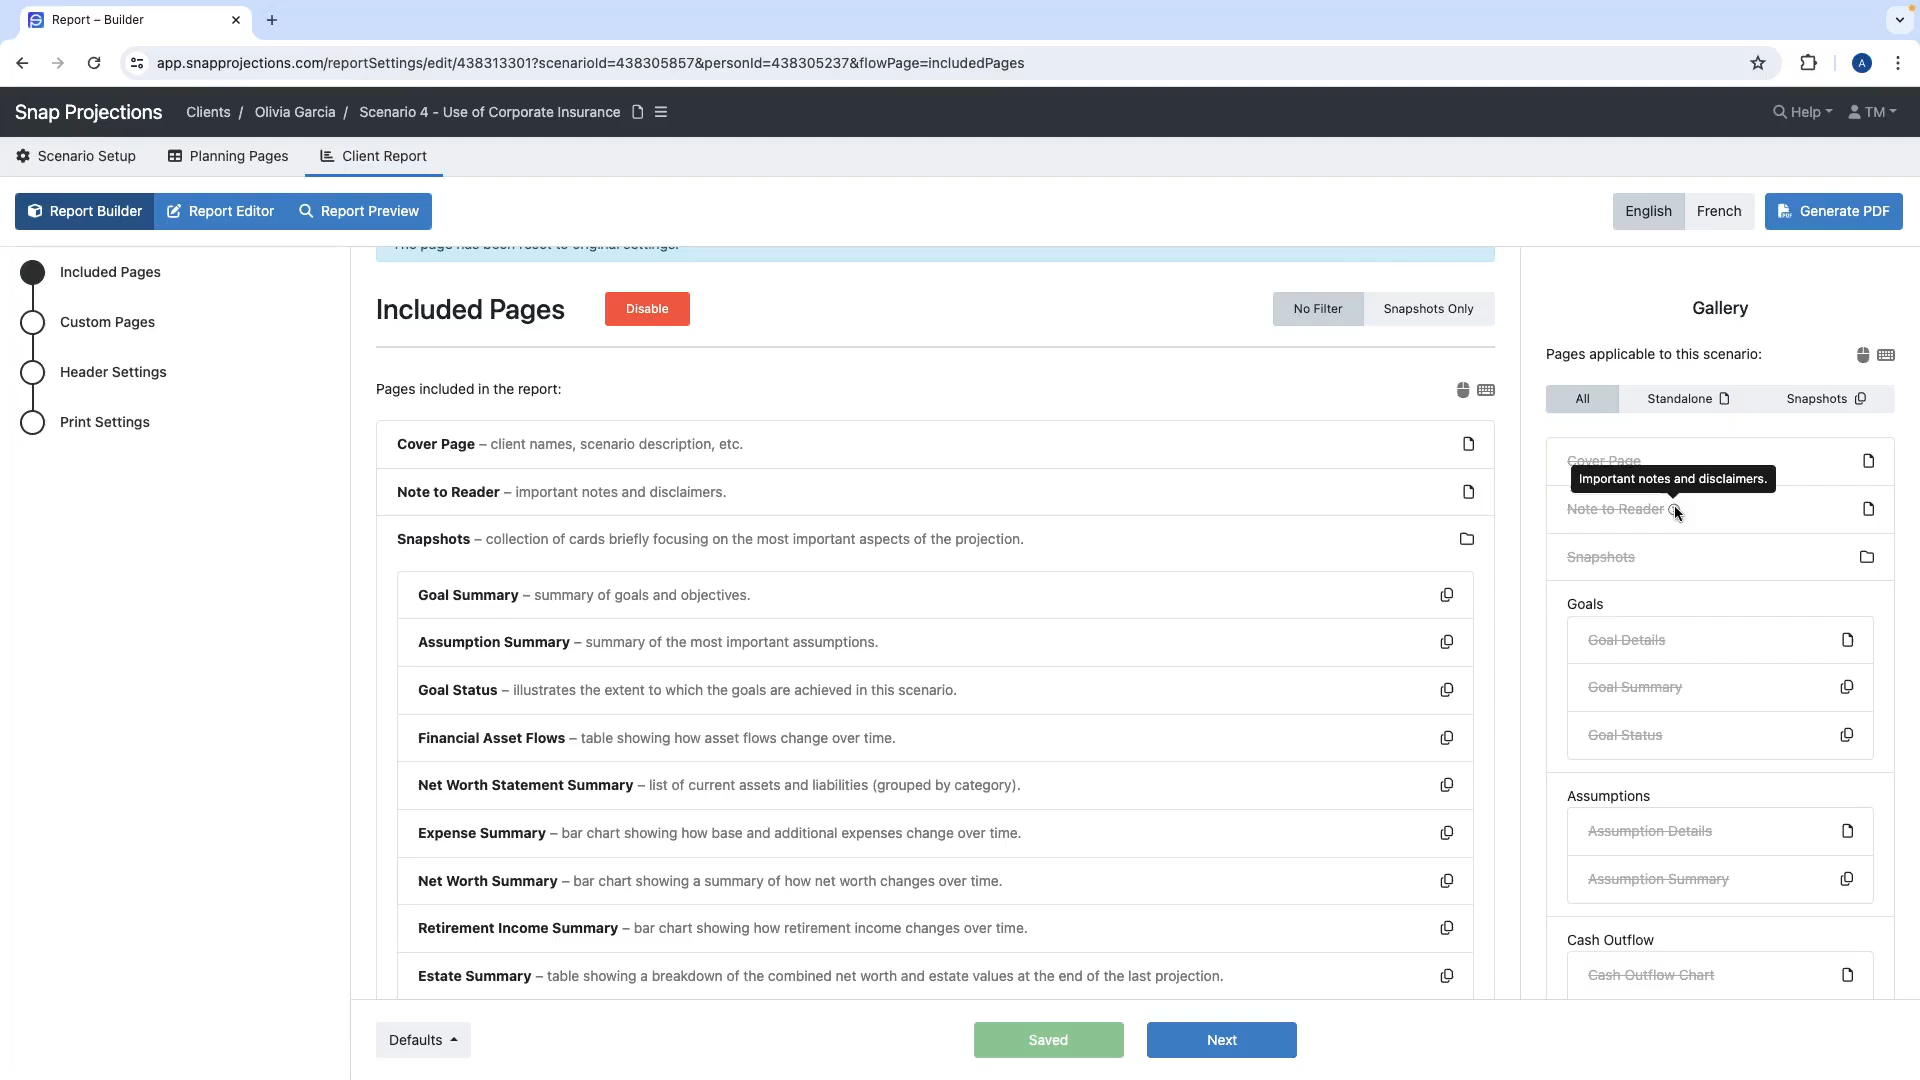 Report – Builder
app.snapprojections.com/reportSettings/edit/438313301?scenarioId=438305857&personId=438305237&flowPage=includedPages
A
Snap Projections
Clients / Olivia Garcia / Scenario 4 - Use of Corporate Insurance
Help
TM
Scenario Setup
Planning Pages
Client Report
Report Builder
Report Editor
Report Preview
English
French
Generate PDF
Included Pages
Custom Pages
Header Settings
Print Settings
The page has been reset to original settings.
Included Pages
Disable
No Filter
Snapshots Only
Pages included in the report:
Cover Page – client names, scenario description, etc.
Note to Reader – important notes and disclaimers.
Snapshots – collection of cards briefly focusing on the most important aspects of the projection.
Goal Summary – summary of goals and objectives.
Assumption Summary – summary of the most important assumptions.
Goal Status – illustrates the extent to which the goals are achieved in this scenario.
Financial Asset Flows – table showing how asset flows change over time.
Net Worth Statement Summary – list of current assets and liabilities (grouped by category).
Expense Summary – bar chart showing how base and additional expenses change over time.
Net Worth Summary – bar chart showing a summary of how net worth changes over time.
Retirement Income Summary – bar chart showing how retirement income changes over time.
Estate Summary – table showing a breakdown of the combined net worth and estate values at the end of the last projection.
Defaults
Saved
Next
Gallery
Pages applicable to this scenario:
All
Standalone
Snapshots
Cover Page
Important notes and disclaimers.
Note to Reader
Snapshots
Goals
Goal Details
Goal Summary
Goal Status
Assumptions
Assumption Details
Assumption Summary
Cash Outflow
Cash Outflow Chart